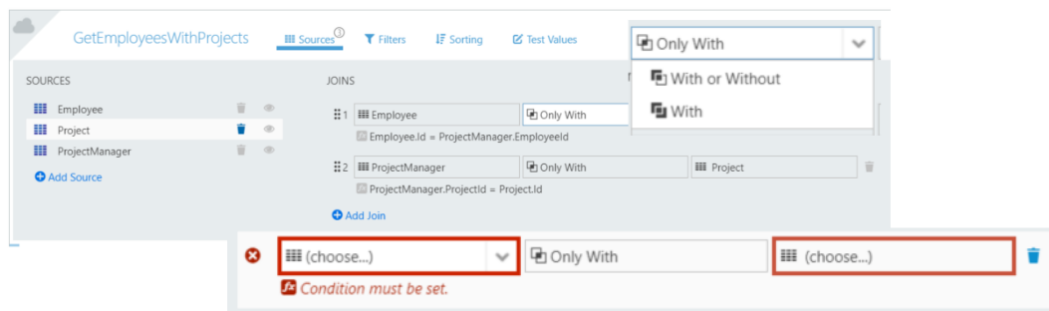 GetEmployeesWithProjects Sources Filters Sorting Test Values
Only With
With or Without
With
SOURCES
Employee
Project
ProjectManager
Add Source
JOINS
1 Employee Only With
Employee.Id = ProjectManager.EmployeeId
2 ProjectManager Only With Project
ProjectManager.ProjectId = Project.Id
Add Join
(choose...) Only With (choose...)
Condition must be set.